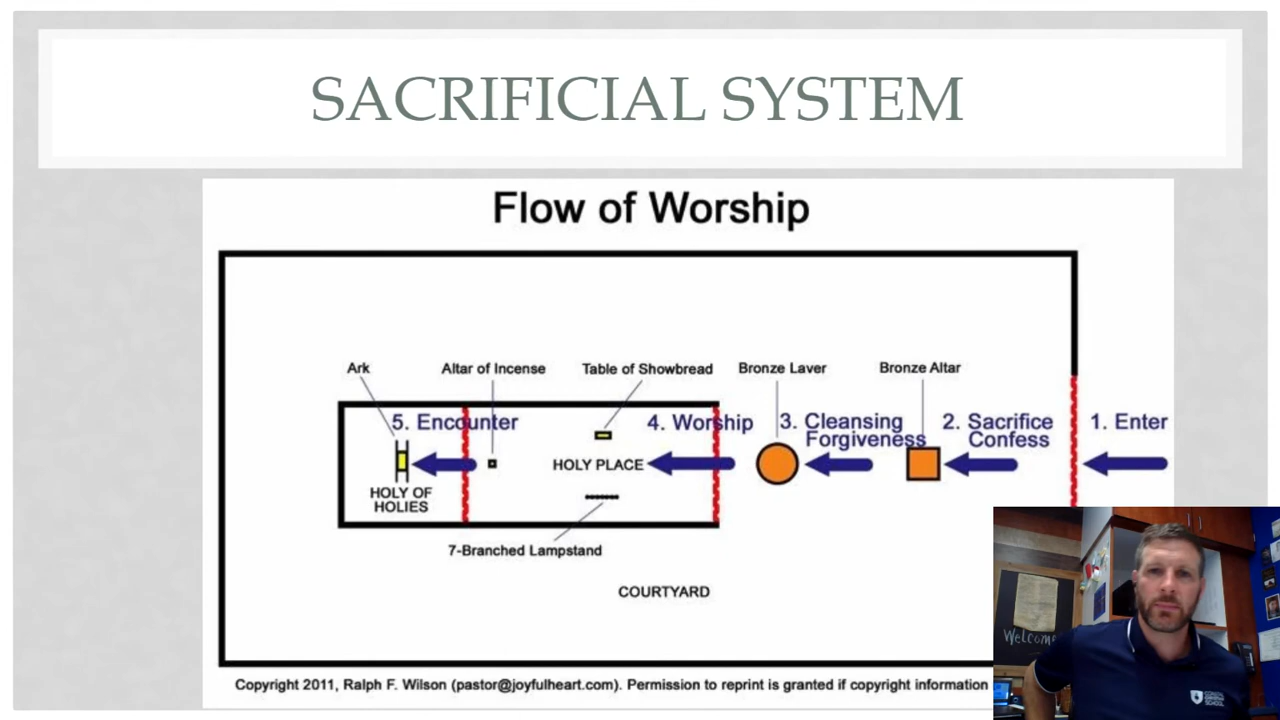 SACRIFICIAL SYSTEM
Flow of Worship
Ark
Altar of Incense
Table of Showbread
Bronze Laver
Bronze Altar
5. Encounter
4. Worship
3. Cleansing
Forgiveness
2. Sacrifice
Confess
1. Enter
HOLY PLACE
HOLY OF
HOLIES
7-Branched Lampstand
COURTYARD
Copyright 2011, Ralph F. Wilson (pastor@joyfulheart.com). Permission to reprint is granted if copyright information
Welcome
SCHOOL